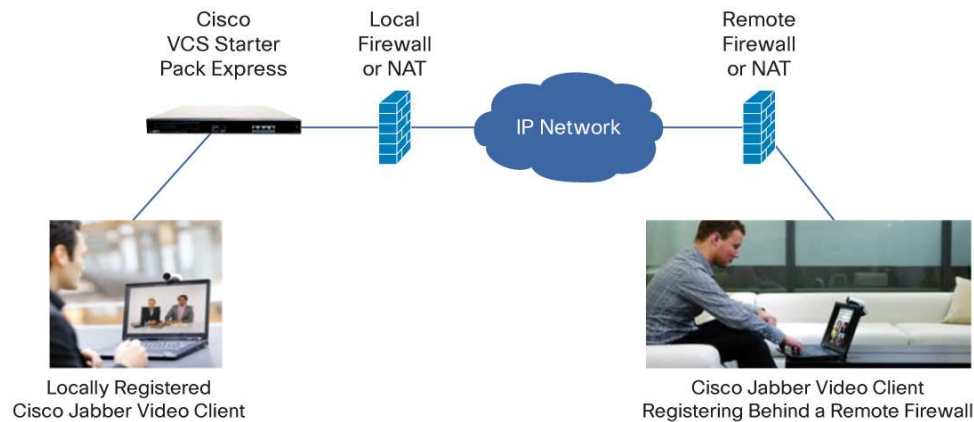 Cisco
VCS Starter
Pack Express
Local
Firewall
or NAT
Remote
Firewall
or NAT
IP Network
Locally Registered
Cisco Jabber Video Client
Cisco Jabber Video Client
Registering Behind a Remote Firewall